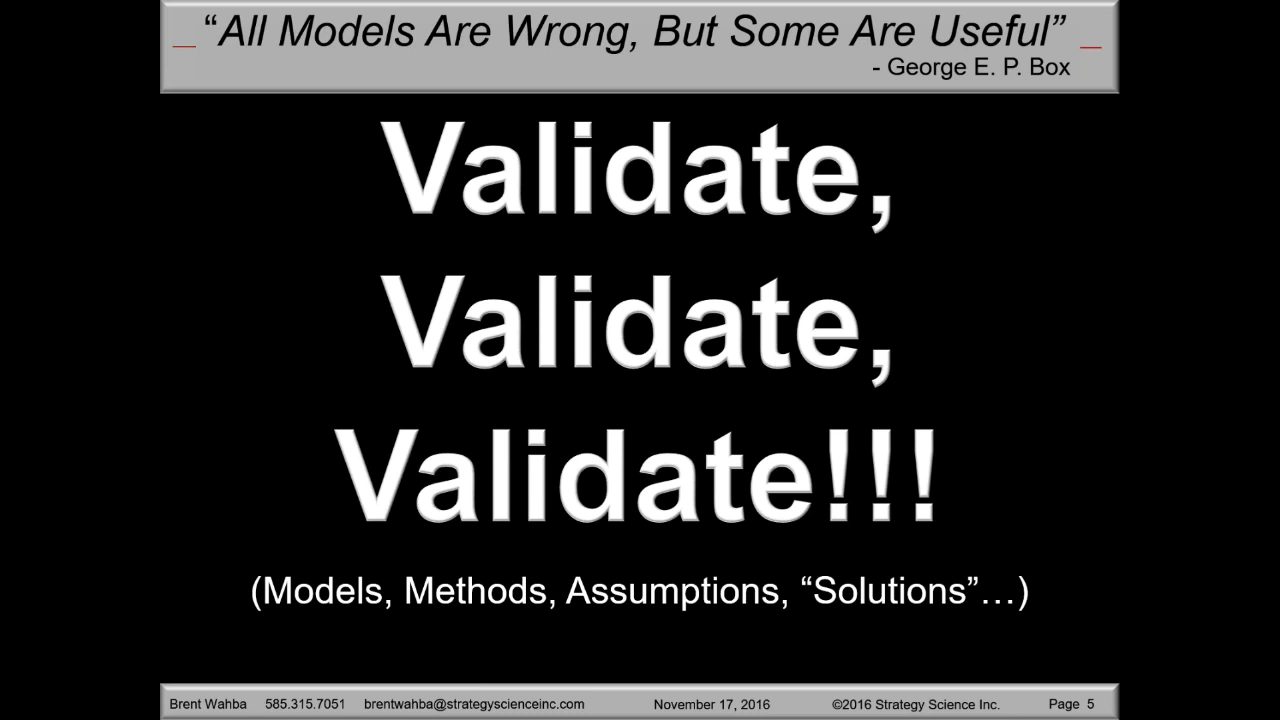 “All Models Are Wrong, But Some Are Useful”
- George E. P. Box
Validate,
Validate,
Validate!!!
(Models, Methods, Assumptions, “Solutions”…)
Brent Wahba 585.315.7051 brentwahba@strategyscienceinc.com November 17, 2016 ©2016 Strategy Science Inc. Page 5